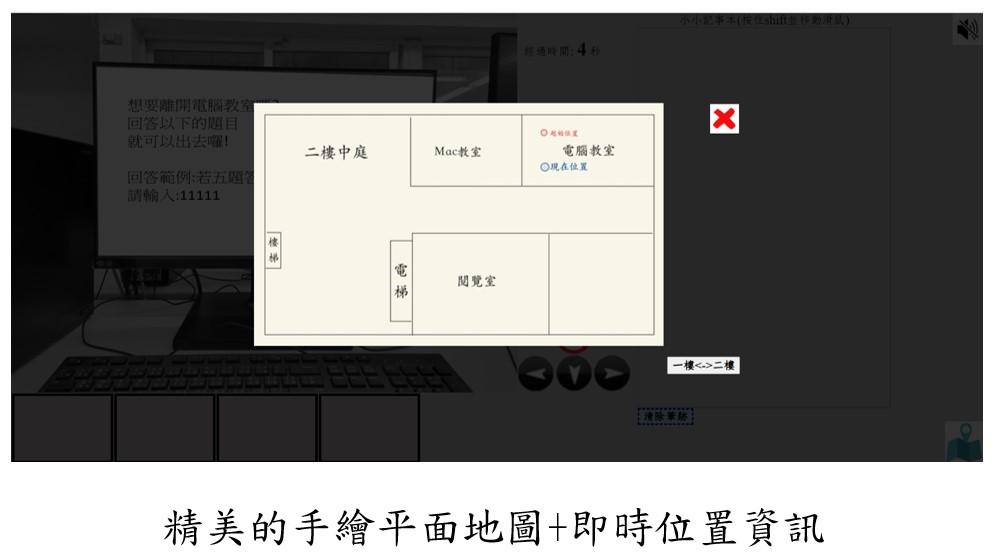 小小記事本(按住shift並移動滑鼠)
經過時間: 4 秒
想要離開電腦教室
回答以下的題目
就可以出去囉!
回答範例:若五題答
請輸入:11111
二樓中庭
Mac教室
起始位置
電腦教室
現在位置
樓梯
電梯
閱覽室
一樓<->二樓
清除筆跡
精美的手繪平面地圖+即時位置資訊